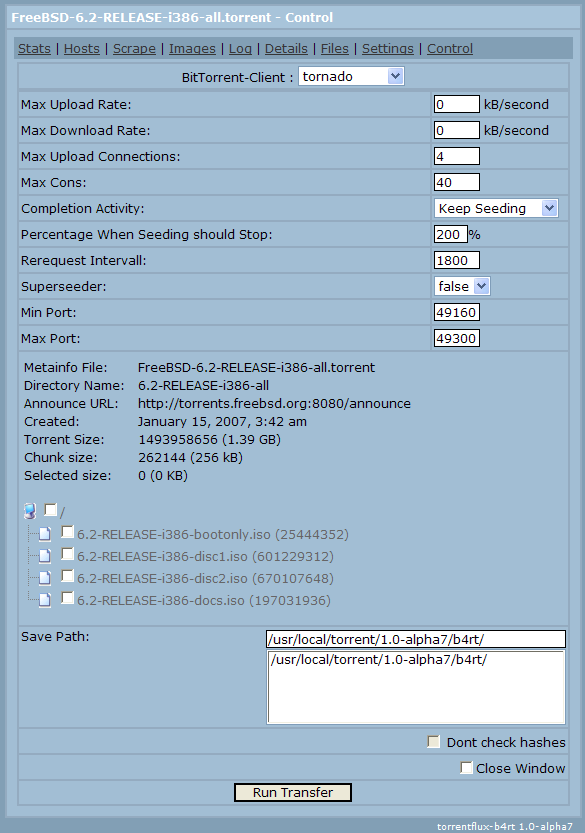 FreeBSD-6.2-RELEASE-i386-all.torrent - Control
Stats | Hosts | Scrape | Images | Log | Details | Files | Settings | Control
BitTorrent-Client : tornado
Max Upload Rate: 0 kB/second
Max Download Rate: 0 kB/second
Max Upload Connections: 4
Max Cons: 40
Completion Activity: Keep Seeding
Percentage When Seeding should Stop: 200 %
Rerequest Intervall: 1800
Superseeder: false
Min Port: 49160
Max Port: 49300
Metainfo File: FreeBSD-6.2-RELEASE-i386-all.torrent
Directory Name: 6.2-RELEASE-i386-all
Announce URL: http://torrents.freebsd.org:8080/announce
Created: January 15, 2007, 3:42 am
Torrent Size: 1493958656 (1.39 GB)
Chunk size: 262144 (256 kB)
Selected size: 0 (0 KB)
/
6.2-RELEASE-i386-bootonly.iso (25444352)
6.2-RELEASE-i386-disc1.iso (601229312)
6.2-RELEASE-i386-disc2.iso (670107648)
6.2-RELEASE-i386-docs.iso (197031936)
Save Path: /usr/local/torrent/1.0-alpha7/b4rt/
/usr/local/torrent/1.0-alpha7/b4rt/
Dont check hashes
Close Window
Run Transfer
torrentflux-b4rt 1.0-alpha7